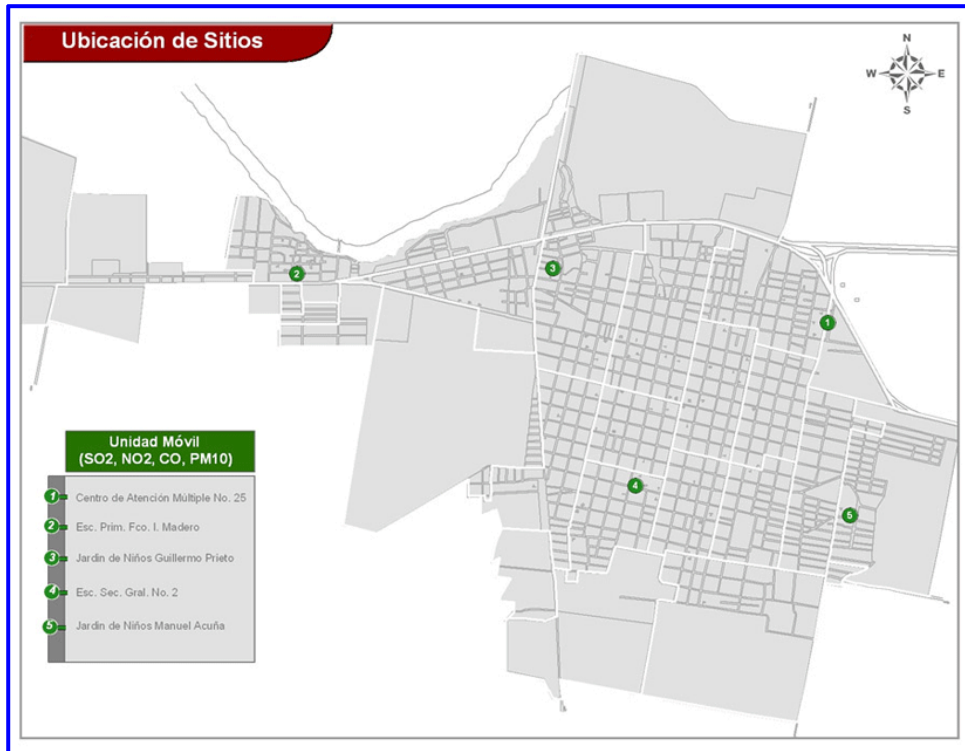 Ubicación de Sitios
N
W
E
S
2
3
1
4
5
Unidad Móvil
(SO2, NO2, CO, PM10)
1 Centro de Atención Múltiple No. 25
2 Esc. Prim. Fco. I. Madero
3 Jardin de Niños Guillermo Prieto
4 Esc. Sec. Gral. No. 2
5 Jardin de Niños Manuel Acuña